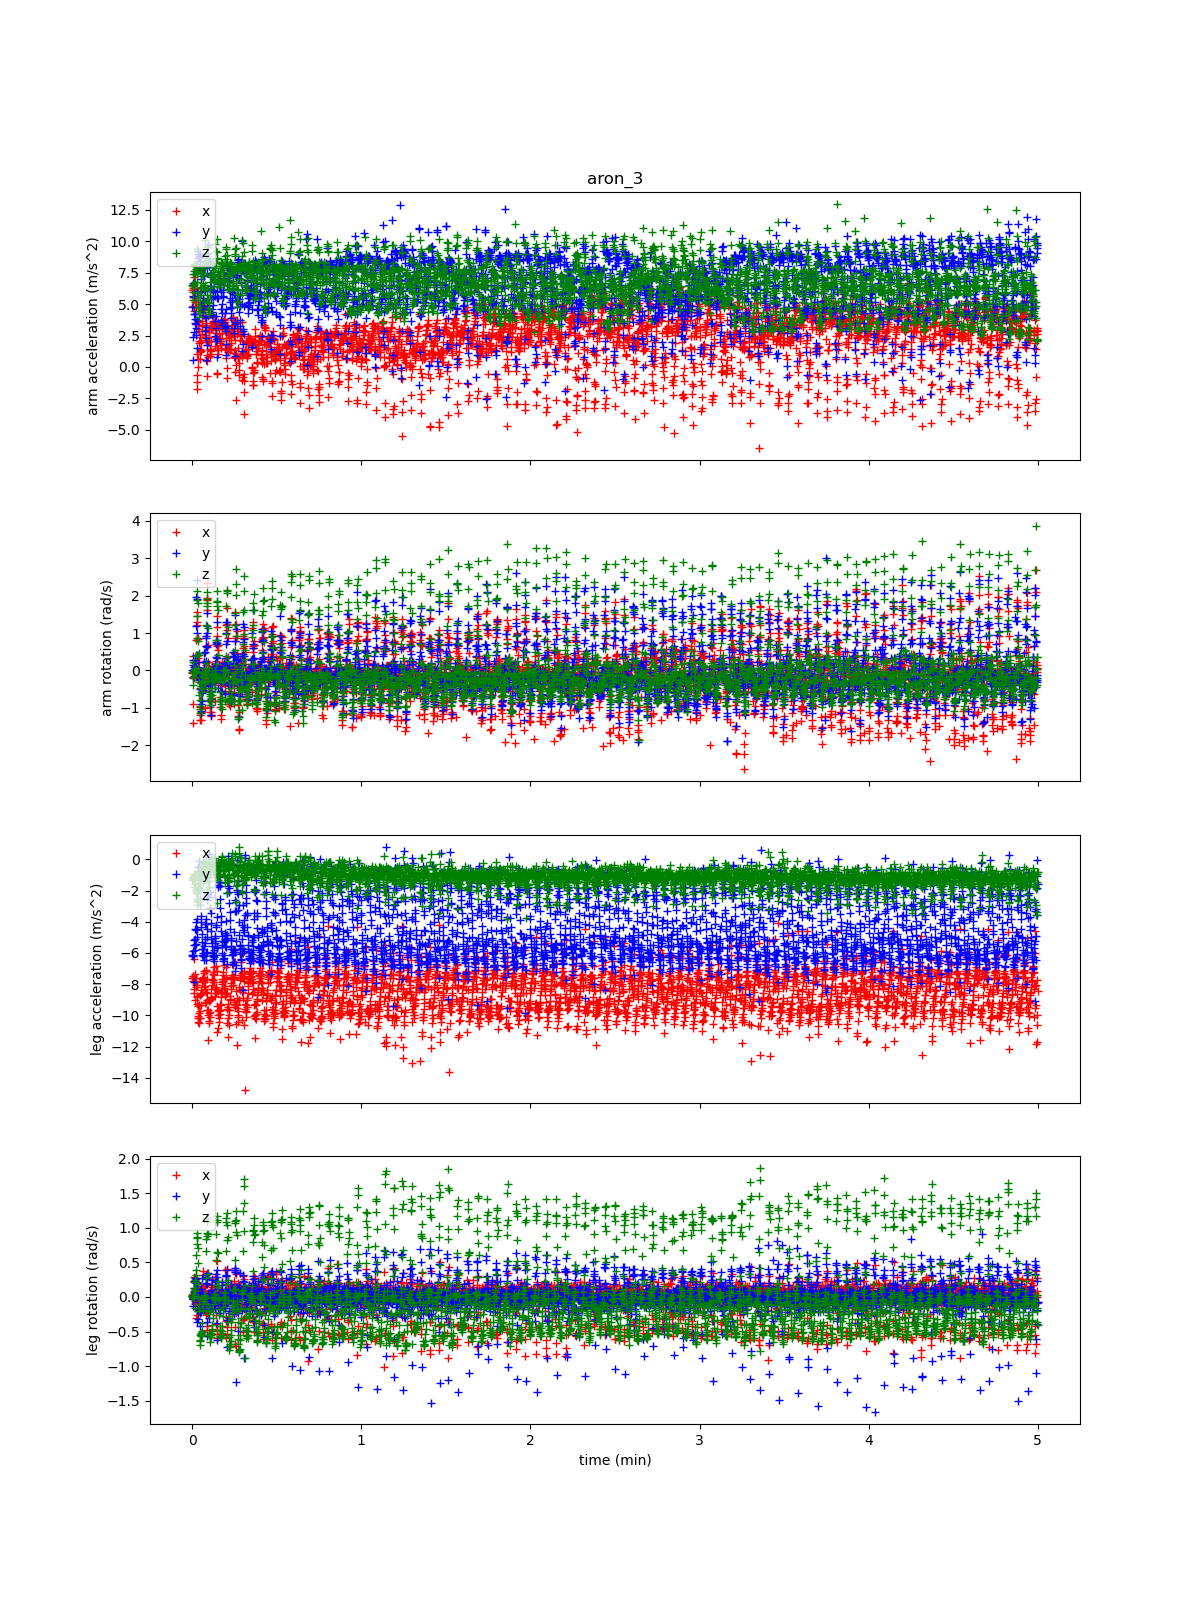 aron_3
12.5
10.0
7.5
5.0
2.5
0.0
−2.5
−5.0
arm acceleration (m/s^2)
x
y
z
4
3
2
1
0
−1
−2
arm rotation (rad/s)
x
y
z
0
−2
−4
−6
−8
−10
−12
−14
leg acceleration (m/s^2)
x
y
z
2.0
1.5
1.0
0.5
0.0
−0.5
−1.0
−1.5
leg rotation (rad/s)
x
y
z
0 1 2 3 4 5
time (min)